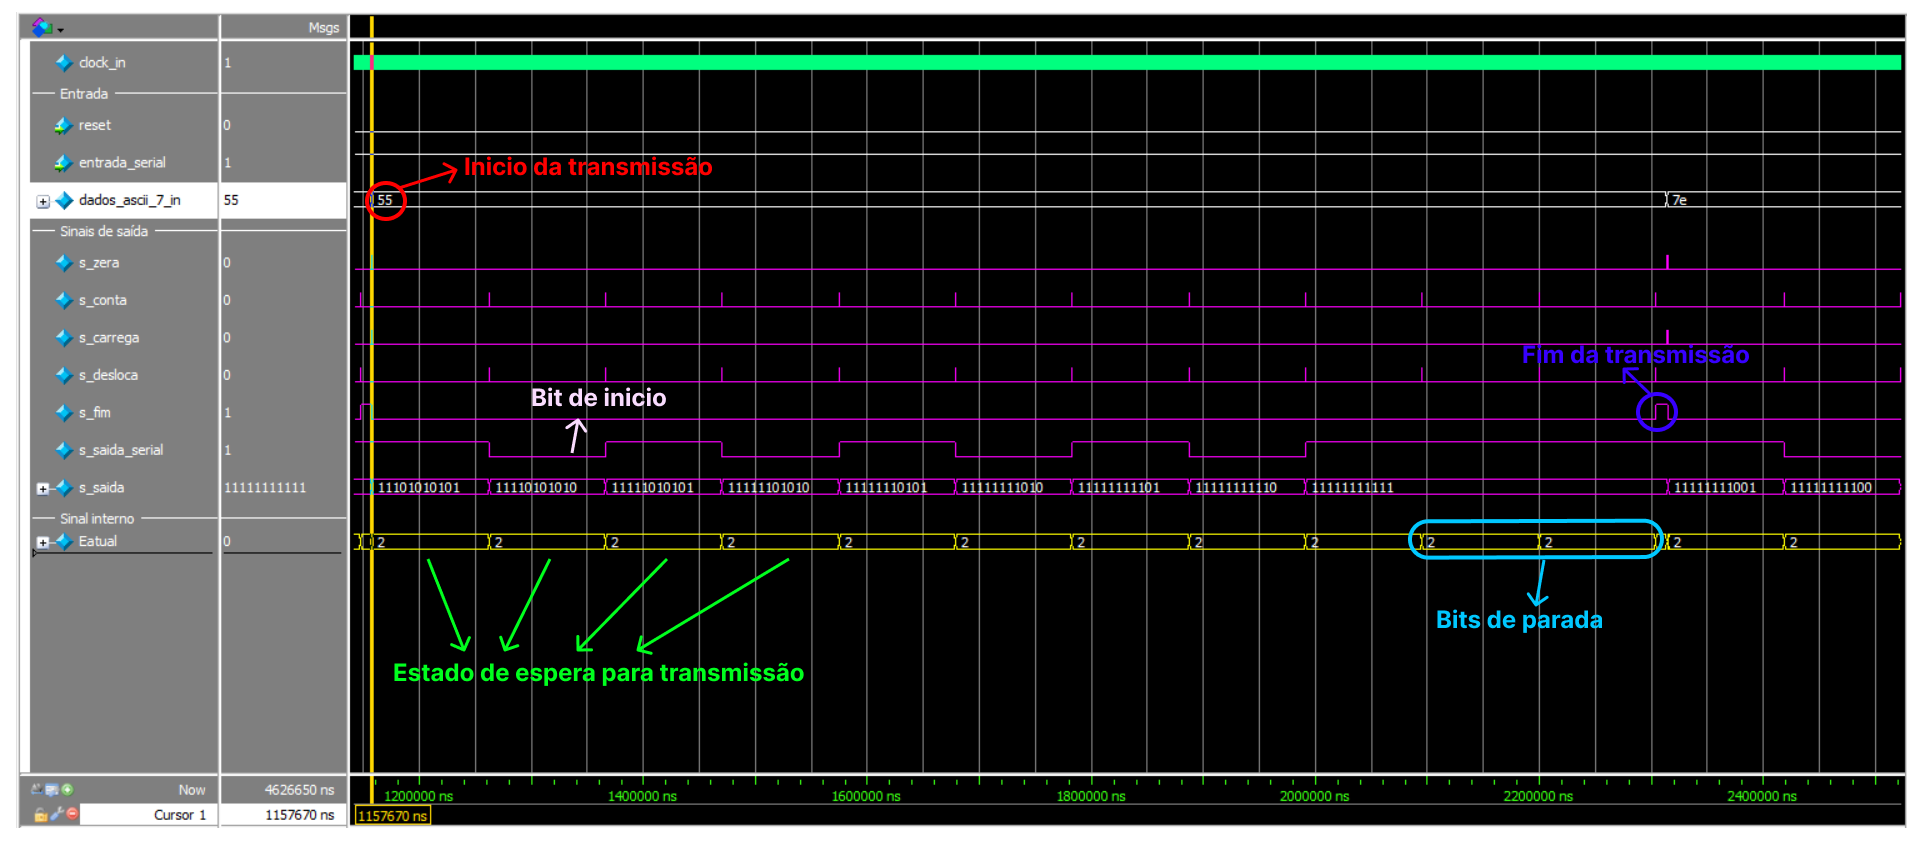 Msgs
clock_in 1
Entrada
reset 0
entrada_serial 1
Inicio da transmissão
dados_ascii_7_in 55 55 7e
Sinais de saída
s_zera 0
s_conta 0
s_carrega 0
Fim da transmissão
s_desloca 0
Bit de inicio
s_fim 1
s_saida_serial 1
s_saida 11111111111 11101010101 11110101010 11111010101 11111101010 11111110101 11111111010 11111111101 11111111110 11111111111 11111111001 11111111100
Sinal interno
Eatual 0 2 2 2 2 2 2 2 2 2 2 2 2 2
Bits de parada
Estado de espera para transmissão
Now 4626650 ns 1200000 ns 1400000 ns 1600000 ns 1800000 ns 2000000 ns 2200000 ns 2400000 ns
Cursor 1 1157670 ns 1157670 ns